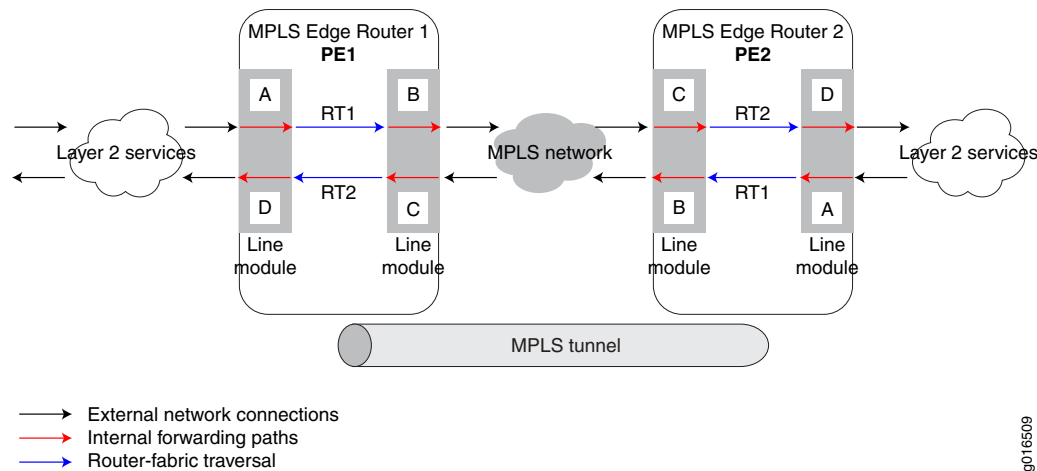 MPLS Edge Router 1
PE1
MPLS Edge Router 2
PE2
A
B
C
D
RT1
RT2
Layer 2 services
MPLS network
Layer 2 services
RT2
RT1
D
C
B
A
Line
module
Line
module
Line
module
Line
module
MPLS tunnel
External network connections
Internal forwarding paths
Router-fabric traversal
g016509